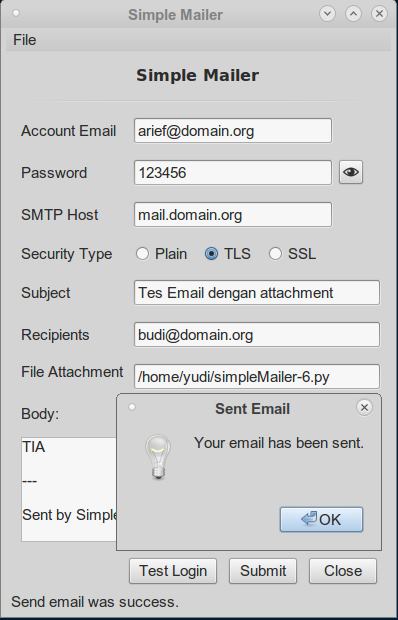 Simple Mailer
File
Simple Mailer
Account Email arief@domain.org
Password 123456
SMTP Host mail.domain.org
Security Type Plain TLS SSL
Subject Tes Email dengan attachment
Recipients budi@domain.org
File Attachment /home/yudi/simpleMailer-6.py
Body:
TIA
---
Sent by Simple
Sent Email
Your email has been sent.
OK
Test Login Submit Close
Send email was success.